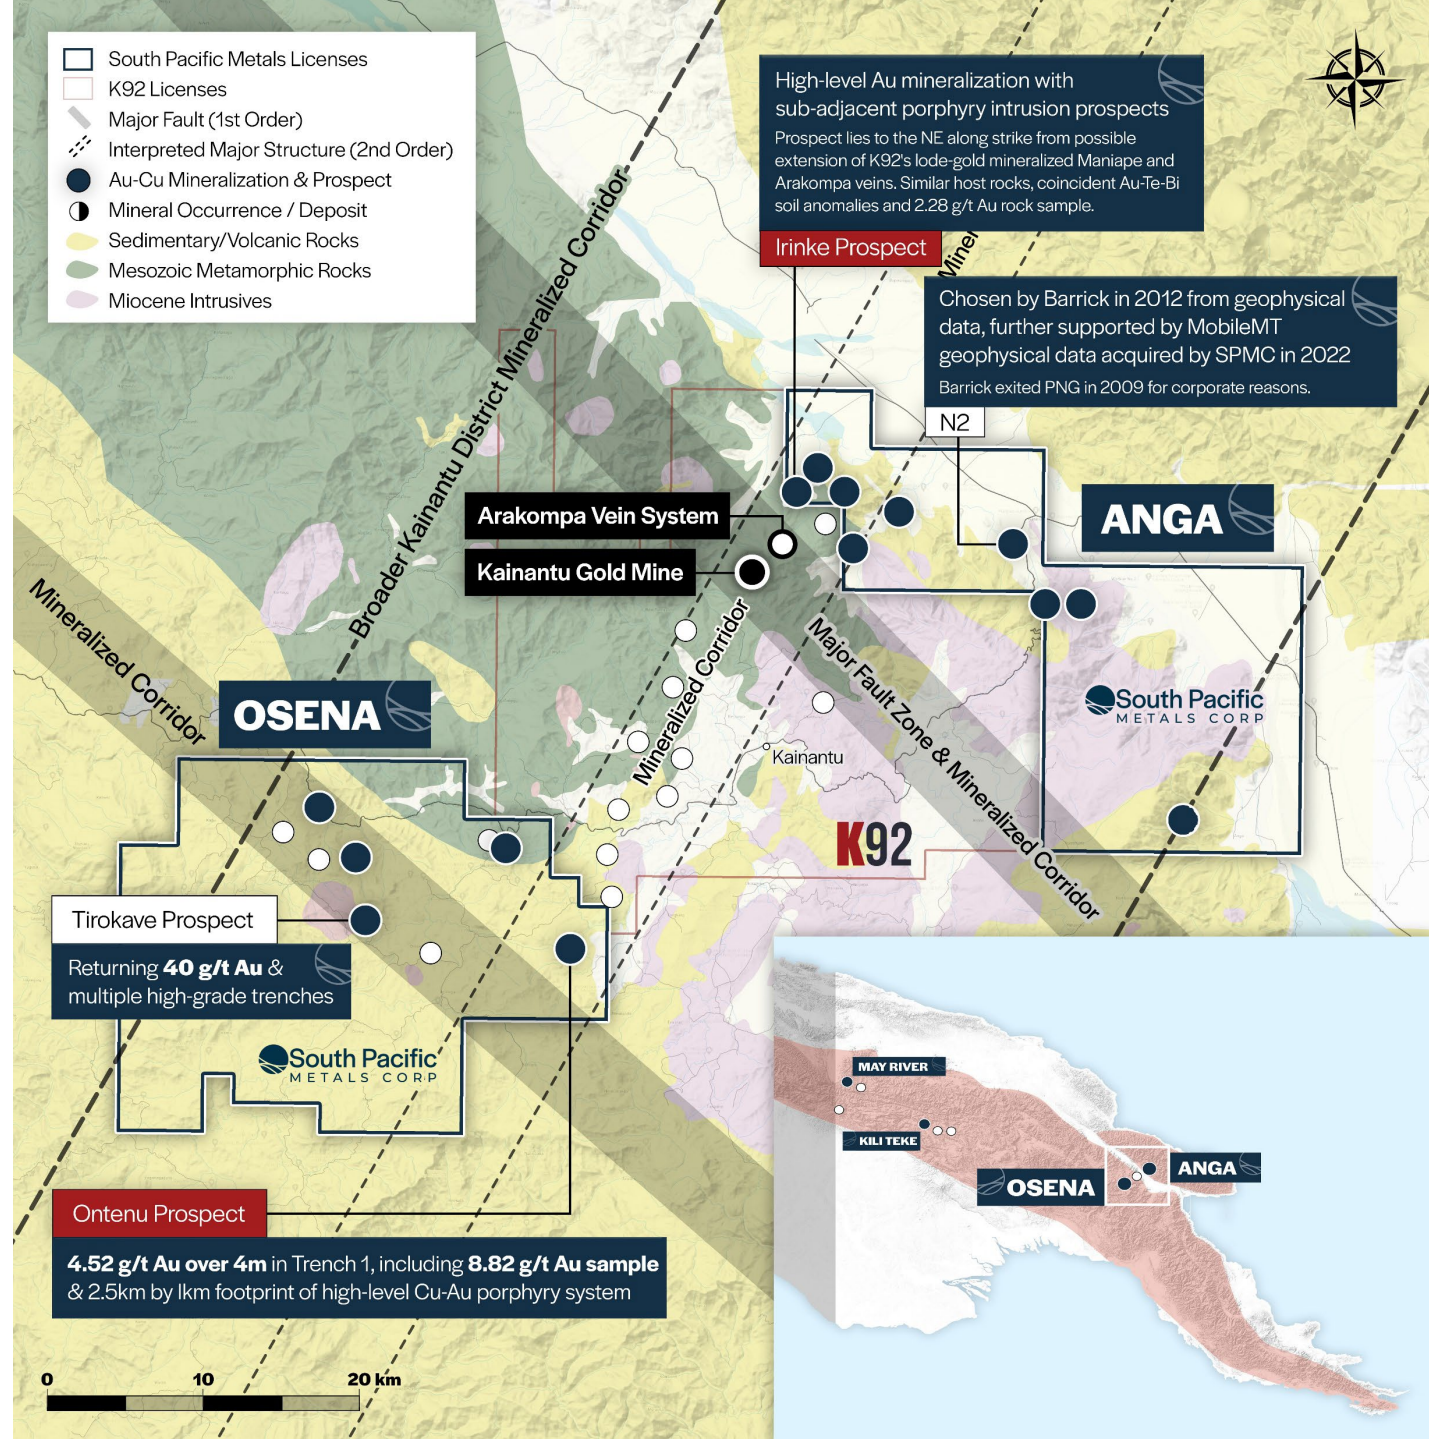 South Pacific Metals Licenses
K92 Licenses
Major Fault (1st Order)
Interpreted Major Structure (2nd Order)
Au-Cu Mineralization & Prospect
Mineral Occurrence / Deposit
Sedimentary/Volcanic Rocks
Mesozoic Metamorphic Rocks
Miocene Intrusives
High-level Au mineralization with
sub-adjacent porphyry intrusion prospects
Prospect lies to the NE along strike from possible
extension of K92's lode-gold mineralized Maniape and
Arakompa veins. Similar host rocks, coincident Au-Te-Bi
soil anomalies and 2.28 g/t Au rock sample.
Irinke Prospect
Miner
Chosen by Barrick in 2012 from geophysical
data, further supported by MobileMT
geophysical data acquired by SPMC in 2022
Barrick exited PNG in 2009 for corporate reasons.
N2
Broader Kainantu District Mineralized Corridor
Arakompa Vein System
Kainantu Gold Mine
ANGA
Mineralized Corridor
Mineralized Corridor
Major Fault Zone & Mineralized Corridor
OSENA
South Pacific
METALS CORP
Kainantu
K92
Tirokave Prospect
Returning 40 g/t Au &
multiple high-grade trenches
South Pacific
METALS CORP
MAY RIVER
KILI TEKE
OSENA
ANGA
Ontenu Prospect
4.52 g/t Au over 4m in Trench 1, including 8.82 g/t Au sample
& 2.5km by 1km footprint of high-level Cu-Au porphyry system
0 10 20 km